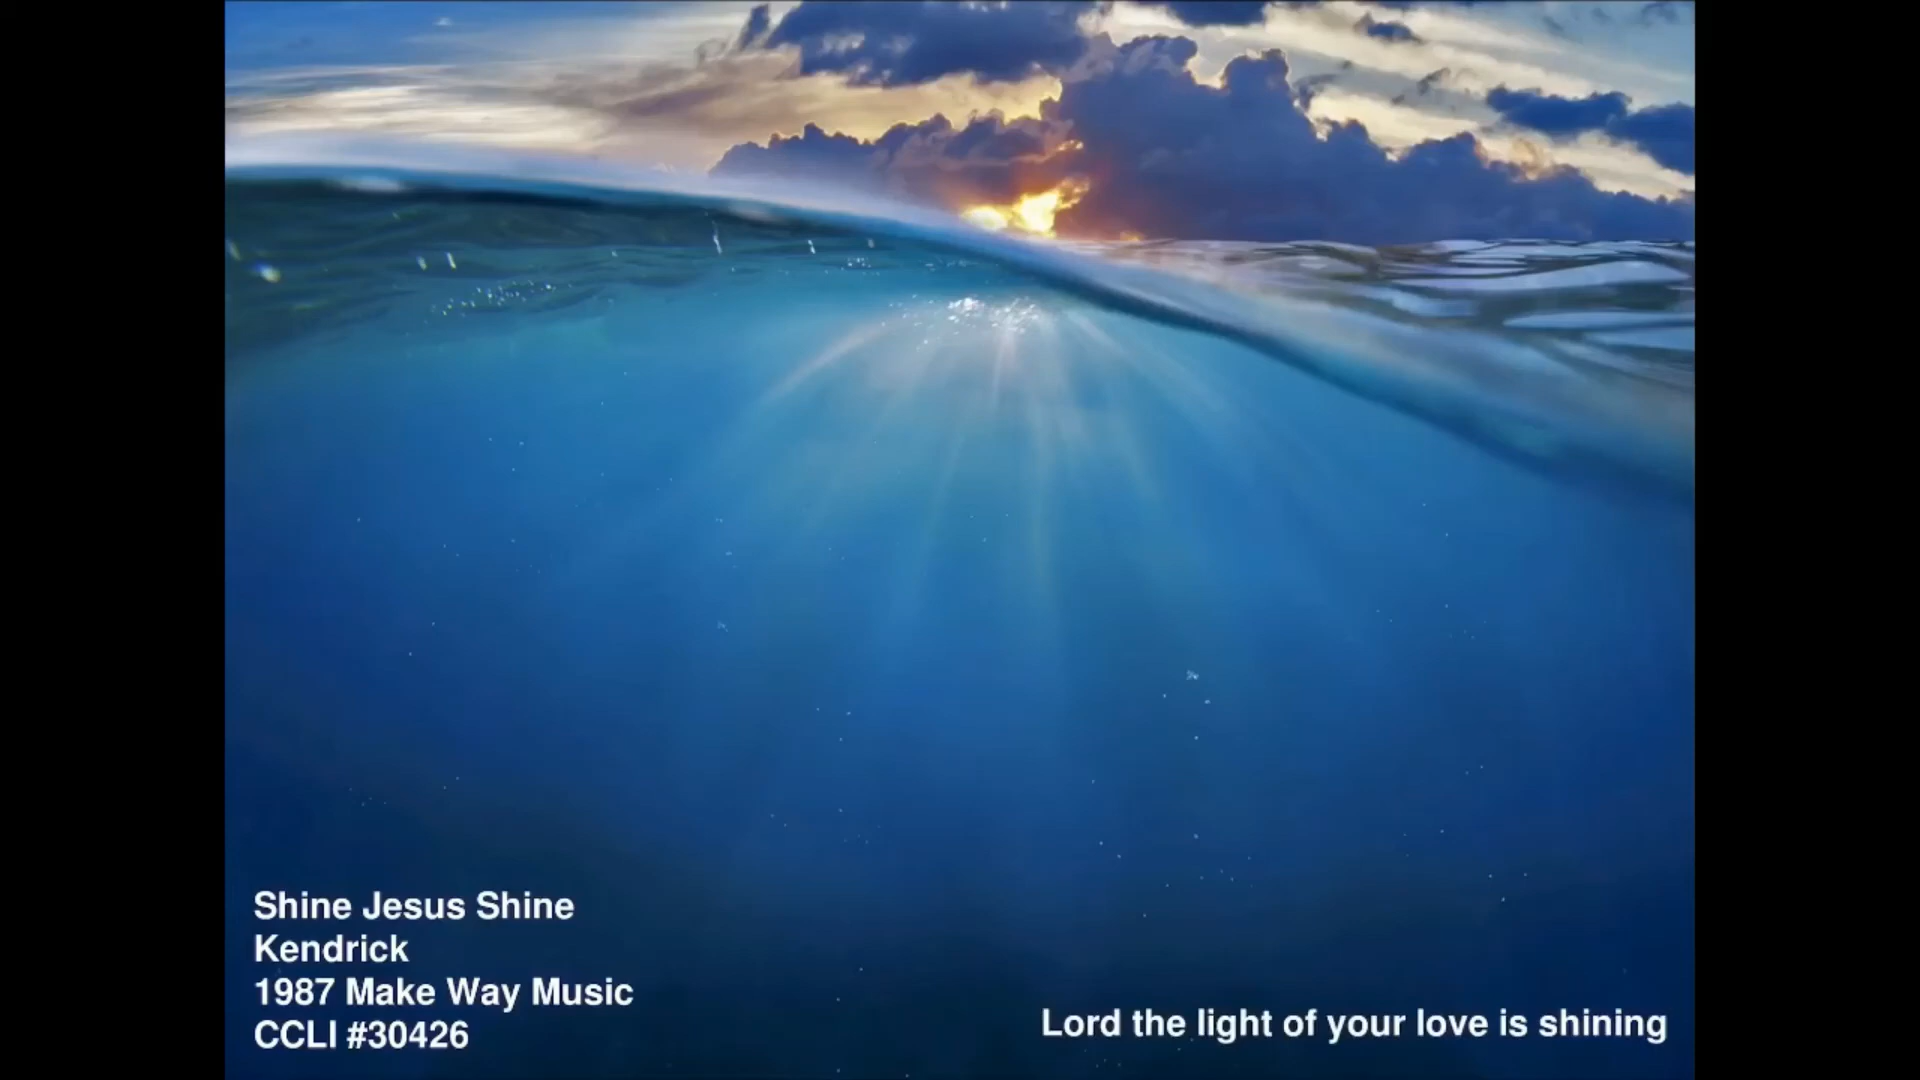 Shine Jesus Shine
Kendrick
1987 Make Way Music
CCLI #30426
Lord the light of your love is shining